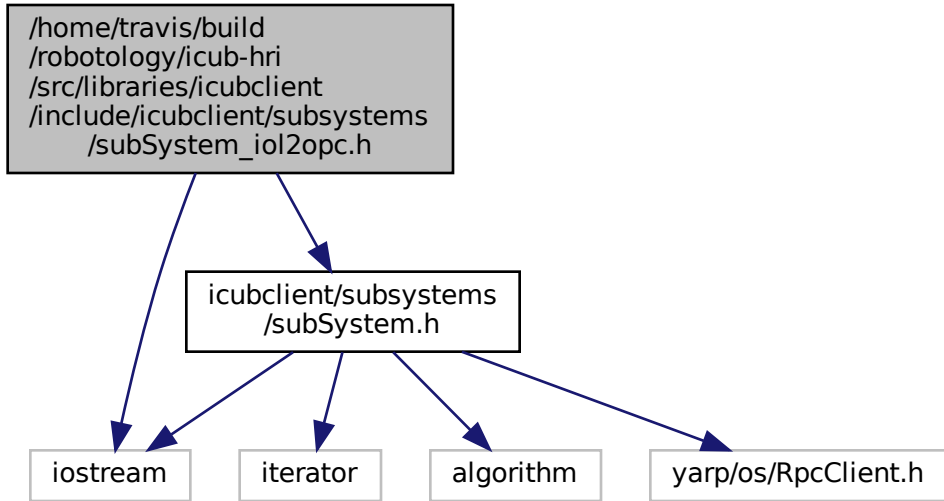 /home/travis/build
/robotology/icub-hri
/src/libraries/icubclient
/include/icubclient/subsystems
/subSystem_iol2opc.h
icubclient/subsystems
/subSystem.h
iostream
iterator
algorithm
yarp/os/RpcClient.h